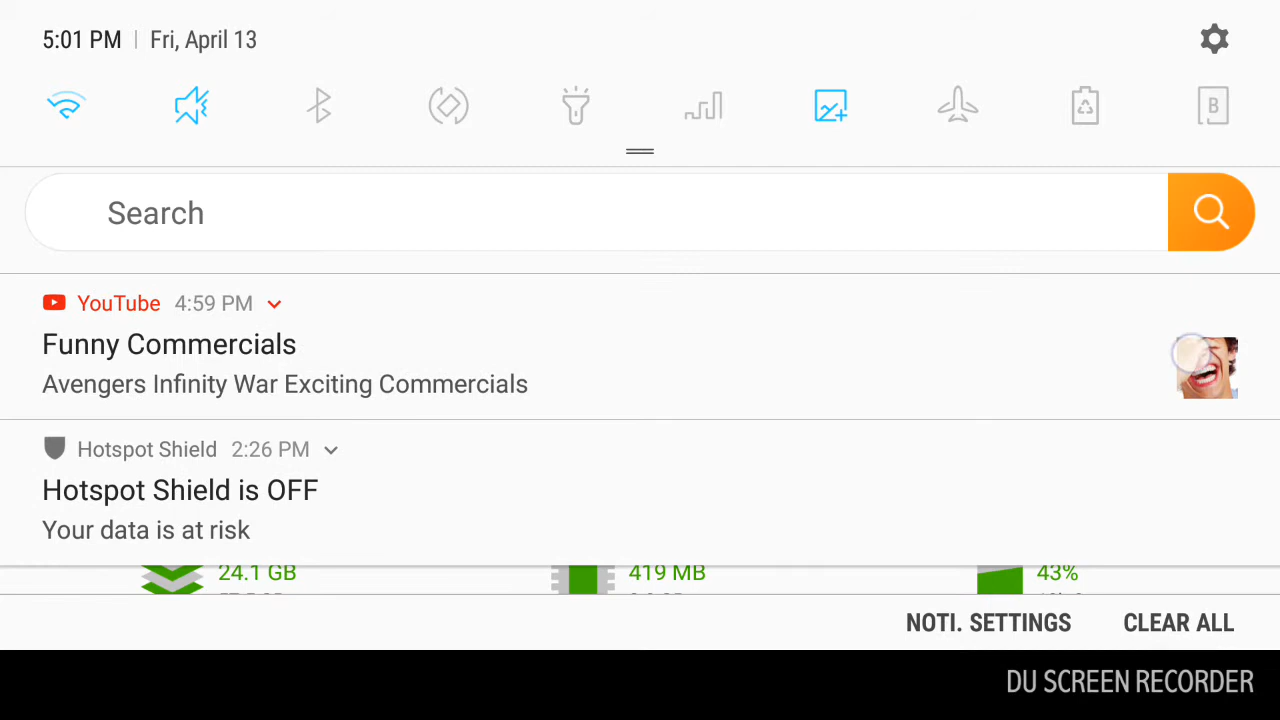 5:01 PM | Fri, April 13
B
Search
YouTube 4:59 PM
Funny Commercials
Avengers Infinity War Exciting Commercials
Hotspot Shield 2:26 PM
Hotspot Shield is OFF
Your data is at risk
24.1 GB 419 MB 43%
NOTI. SETTINGS CLEAR ALL
DU SCREEN RECORDER